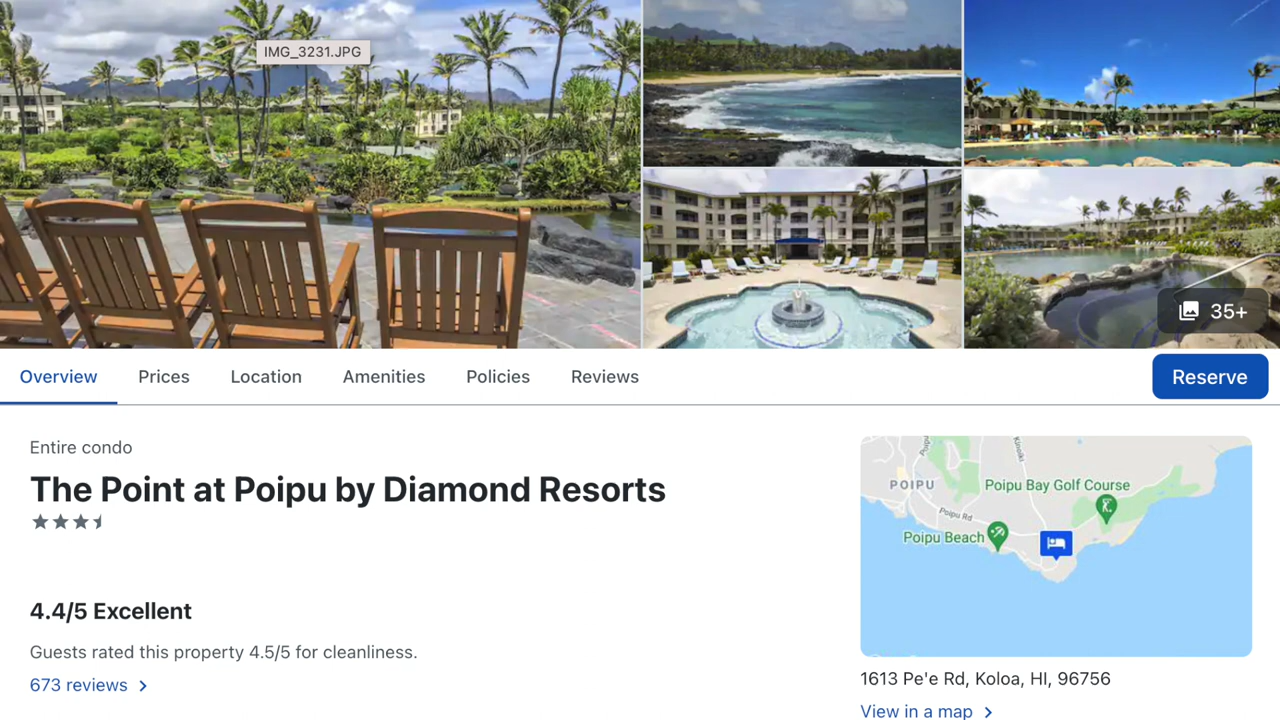 IMG_3231.JPG
35+
Overview
Prices
Location
Amenities
Policies
Reviews
Reserve
Entire condo
The Point at Poipu by Diamond Resorts
4.4/5 Excellent
Guests rated this property 4.5/5 for cleanliness.
673 reviews
Poipu
Kinoiki
POIPU
Poipu Bay Golf Course
Poipu Rd
Poipu Beach
1613 Pe'e Rd, Koloa, HI, 96756
View in a map